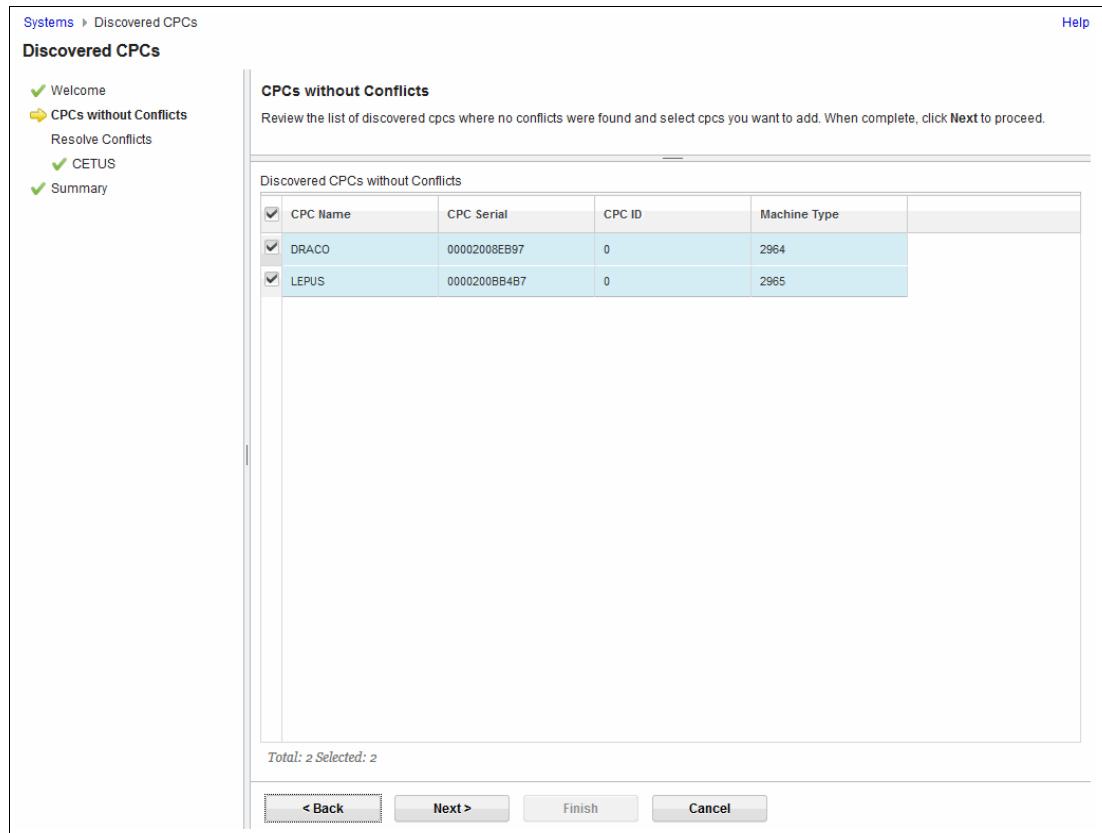 Systems Discovered CPCs
Help
Discovered CPCs
Welcome
CPCs without Conflicts
Resolve Conflicts
CETUS
Summary
CPCs without Conflicts
Review the list of discovered cpcs where no conflicts were found and select cpcs you want to add. When complete, click Next to proceed.
Discovered CPCs without Conflicts
CPC Name CPC Serial CPC ID Machine Type
DRACO 00002008EB97 0 2964
LEPUS 0000200BB4B7 0 2965
Total: 2 Selected: 2
< Back Next > Finish Cancel